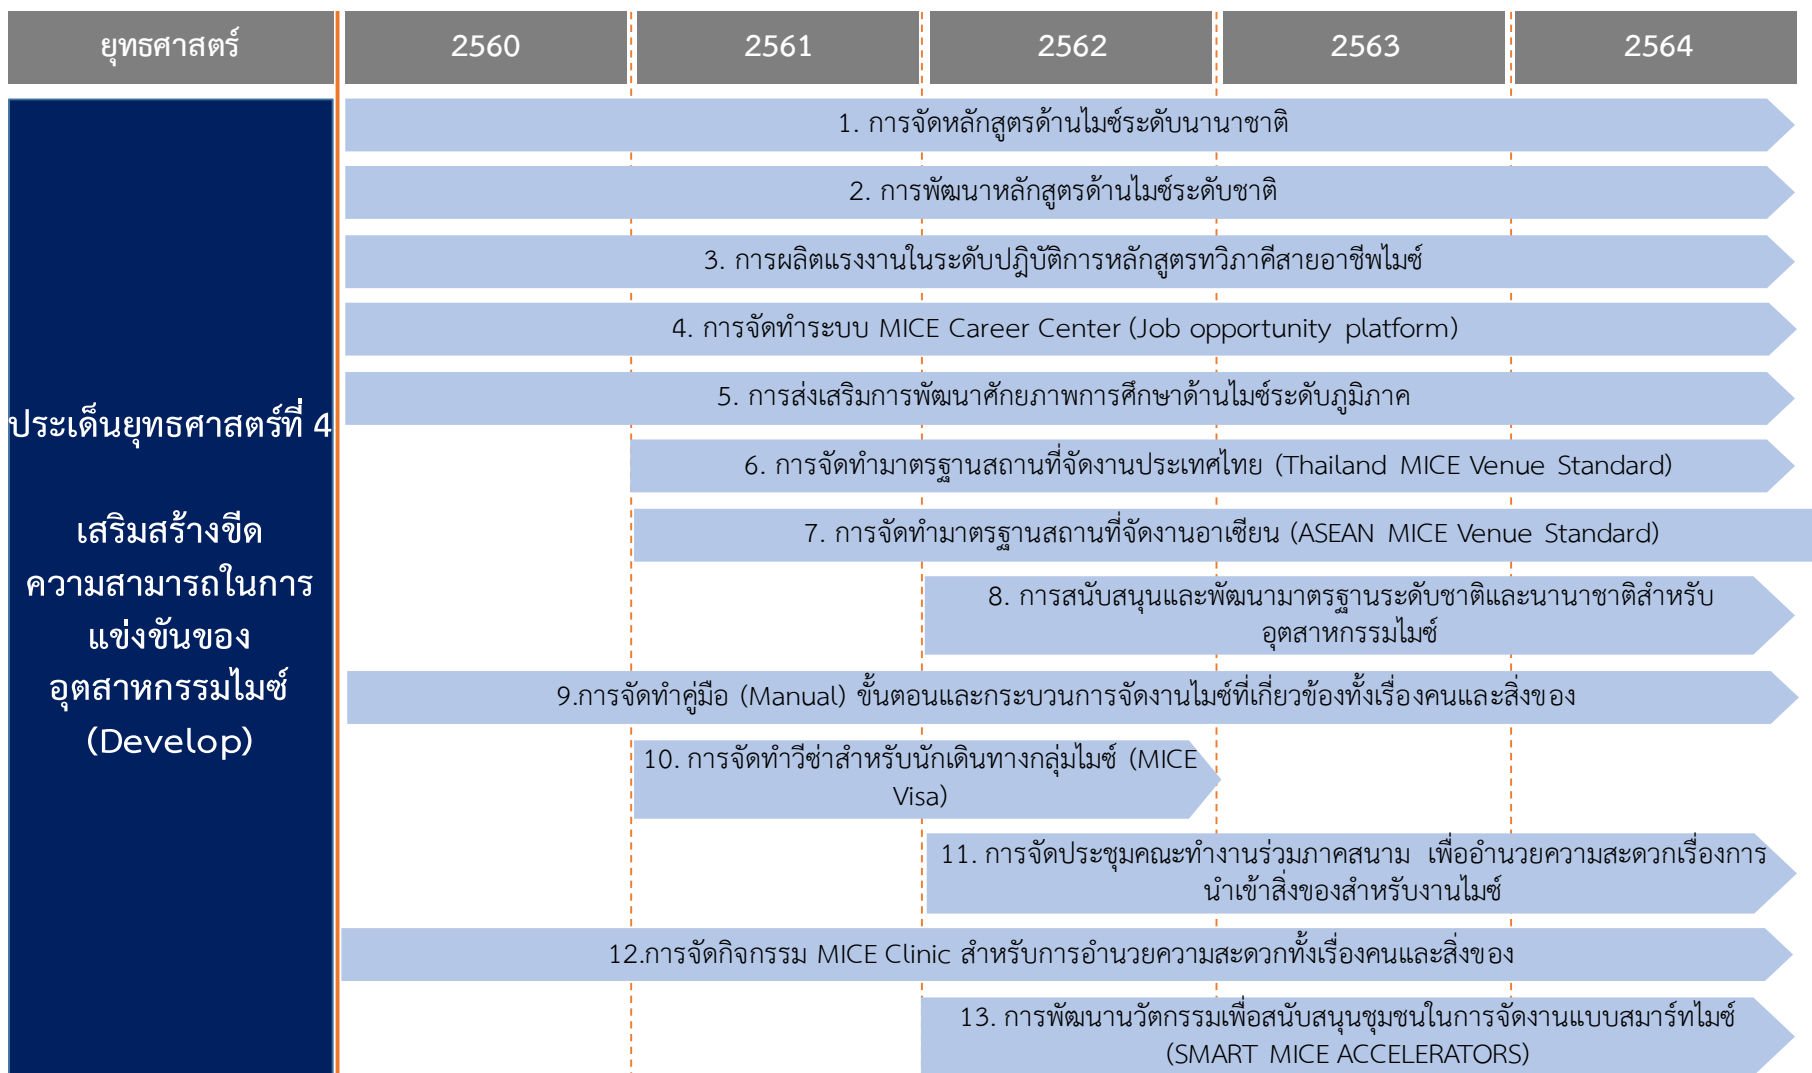 ยุทธศาสตร์ 2560 2561 2562 2563 2564
ประเด็นยุทธศาสตร์ที่ 4
เสริมสร้างขีด
ความสามารถในการ
แข่งขันของ
อุตสาหกรรมไมซ์
(Develop)
1. การจัดหลักสูตรด้านไมซ์ระดับนานาชาติ
2. การพัฒนาหลักสูตรด้านไมซ์ระดับชาติ
3. การผลิตแรงงานในระดับปฎิบัติการหลักสูตรทวิภาคีสายอาชีพไมซ์
4. การจัดทำระบบ MICE Career Center (Job opportunity platform)
5. การส่งเสริมการพัฒนาศักยภาพการศึกษาด้านไมซ์ระดับภูมิภาค
6. การจัดทำมาตรฐานสถานที่จัดงานประเทศไทย (Thailand MICE Venue Standard)
7. การจัดทำมาตรฐานสถานที่จัดงานอาเซียน (ASEAN MICE Venue Standard)
8. การสนับสนุนและพัฒนามาตรฐานระดับชาติและนานาชาติสำหรับ
อุตสาหกรรมไมซ์
9.การจัดทำคู่มือ (Manual) ขั้นตอนและกระบวนการจัดงานไมซ์ที่เกี่ยวข้องทั้งเรื่องคนและสิ่งของ
10. การจัดทำวีซ่าสำหรับนักเดินทางกลุ่มไมซ์ (MICE
Visa)
11. การจัดประชุมคณะทำงานร่วมภาคสนาม เพื่ออำนวยความสะดวกเรื่องการ
นำเข้าสิ่งของสำหรับงานไมซ์
12.การจัดกิจกรรม MICE Clinic สำหรับการอำนวยความสะดวกทั้งเรื่องคนและสิ่งของ
13. การพัฒนานวัตกรรมเพื่อสนับสนุนชุมชนในการจัดงานแบบสมาร์ทไมซ์
(SMART MICE ACCELERATORS)